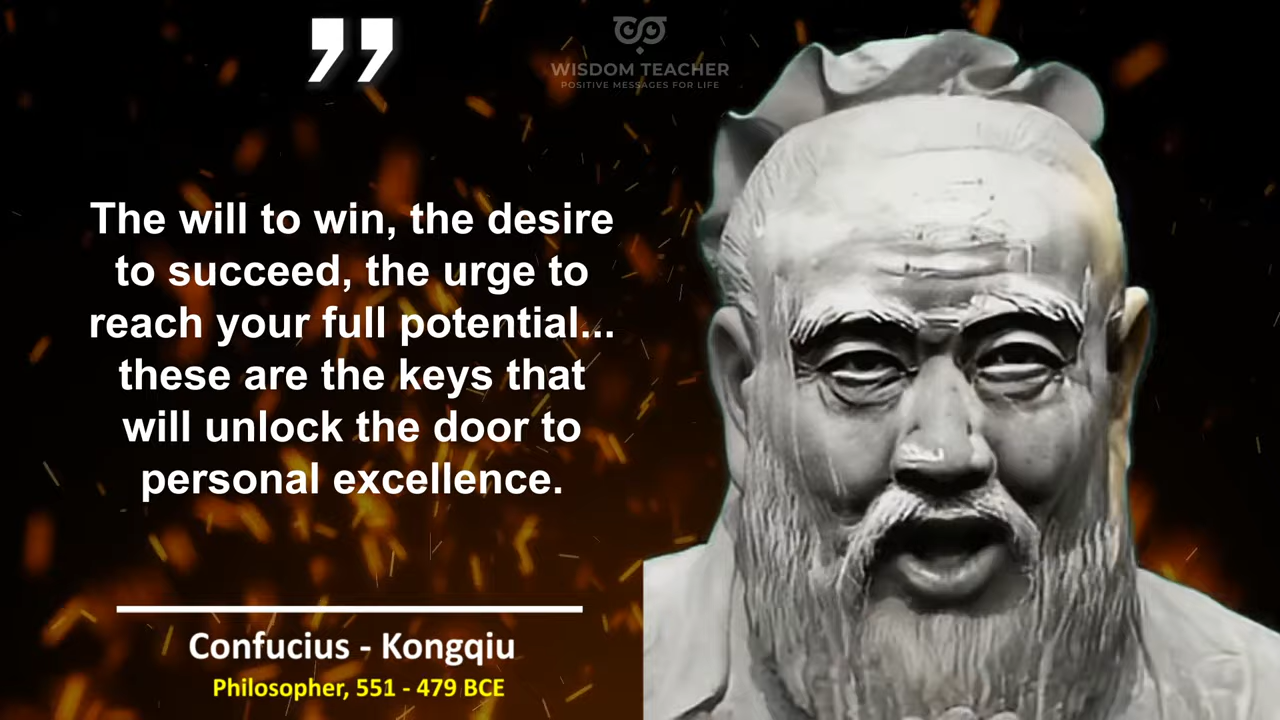 ”
WISDOM TEACHER
POSITIVE MESSAGES FOR LIFE
The will to win, the desire
to succeed, the urge to
reach your full potential...
these are the keys that
will unlock the door to
personal excellence.
Confucius - Kongqiu
Philosopher, 551 - 479 BCE